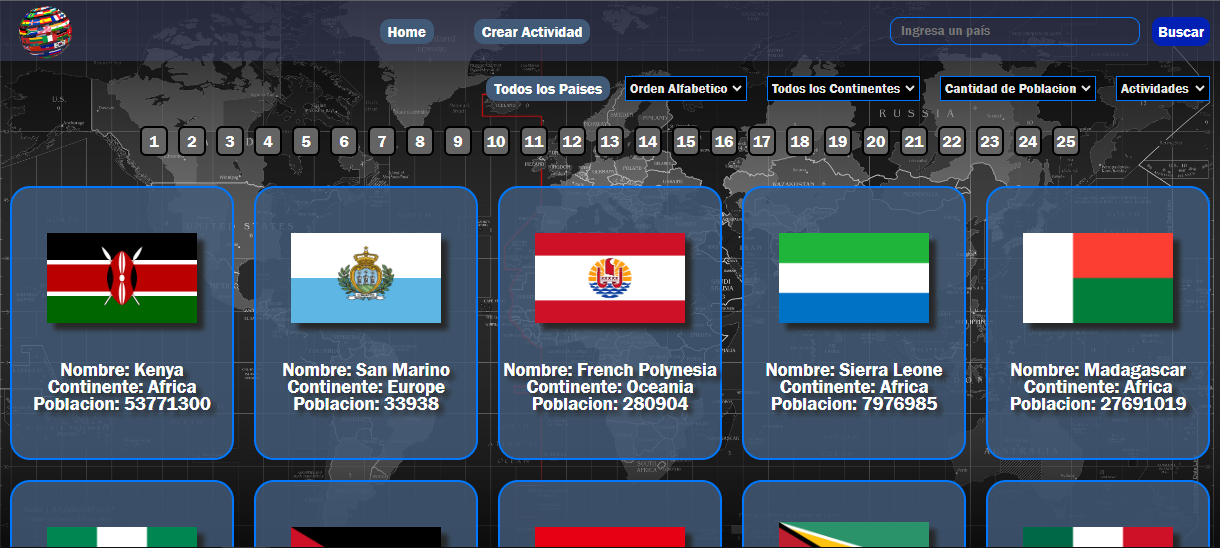 Home
Crear Actividad
Ingresa un país
Buscar
Todos los Paises
Orden Alfabetico
Todos los Continentes
Cantidad de Poblacion
Actividades
RUSSIA
1 2 3 4 5 6 7 8 9 10 11 12 13 14 15 16 17 18 19 20 21 22 23 24 25
Nombre: Kenya
Continente: Africa
Poblacion: 53771300
Nombre: San Marino
Continente: Europe
Poblacion: 33938
Nombre: French Polynesia
Continente: Oceania
Poblacion: 280904
Nombre: Sierra Leone
Continente: Africa
Poblacion: 7976985
Nombre: Madagascar
Continente: Africa
Poblacion: 27691019